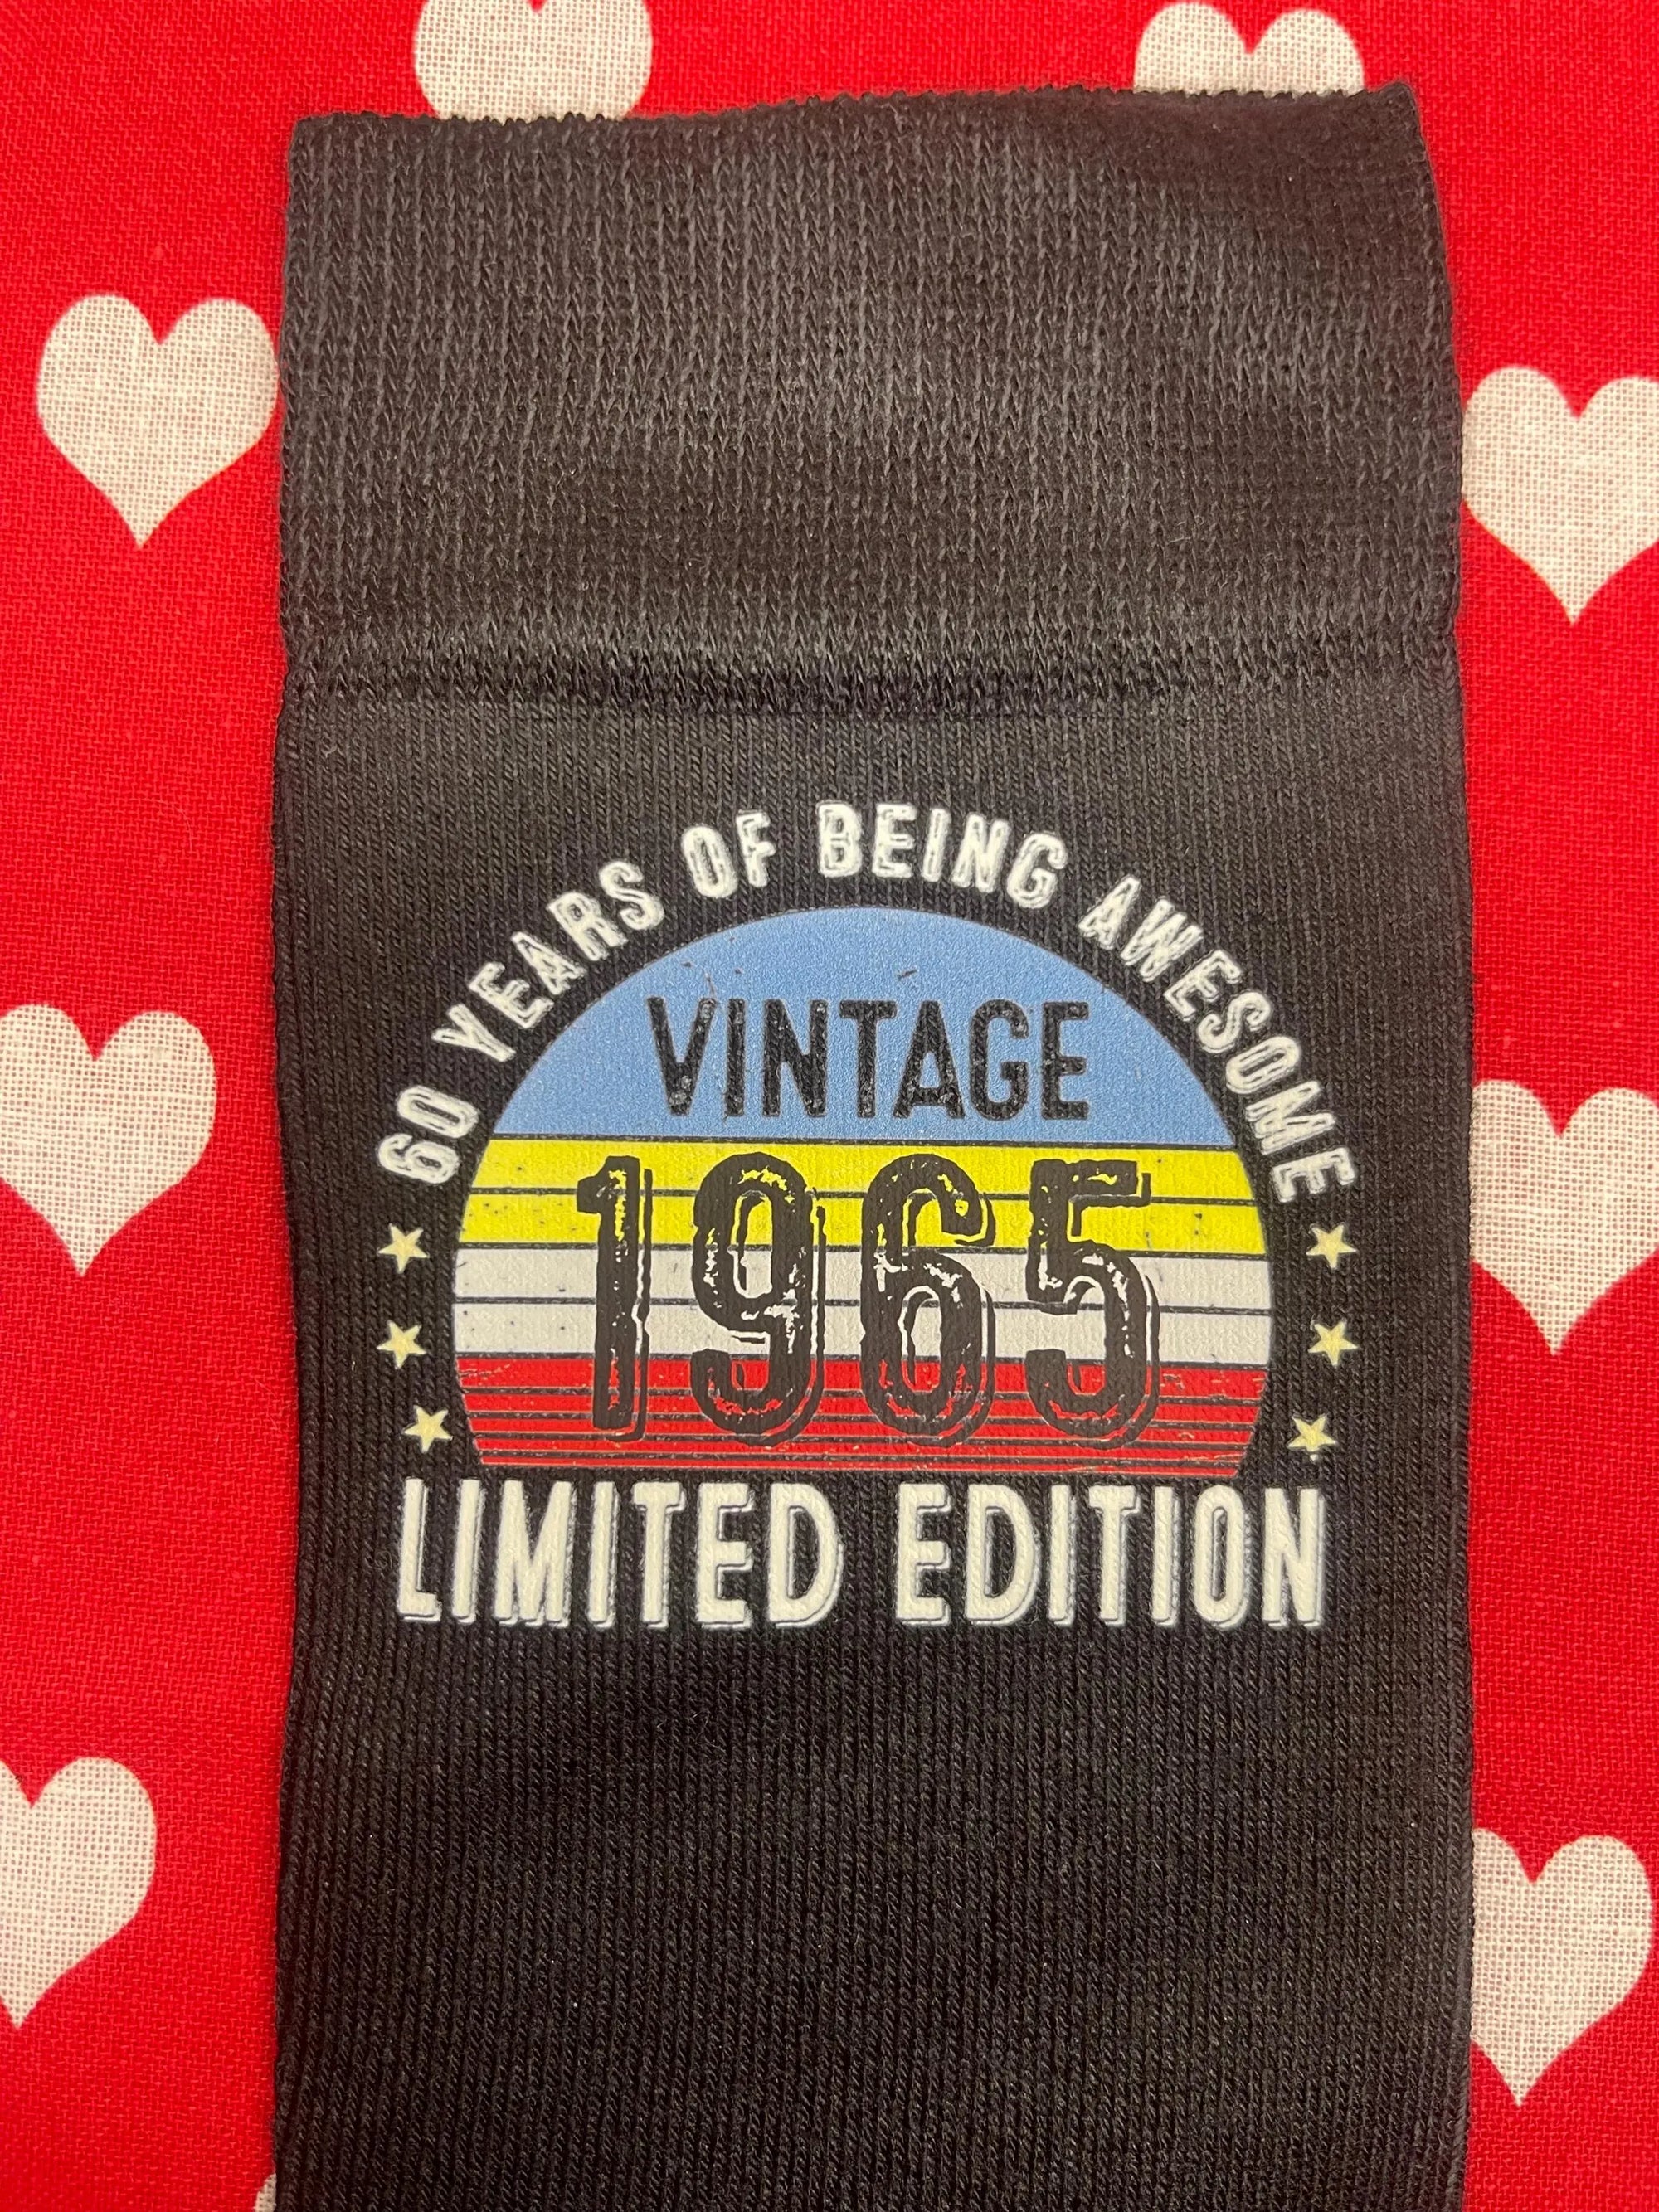 60 YEARS OF BEING AWESOME
VINTAGE
1965
LIMITED EDITION